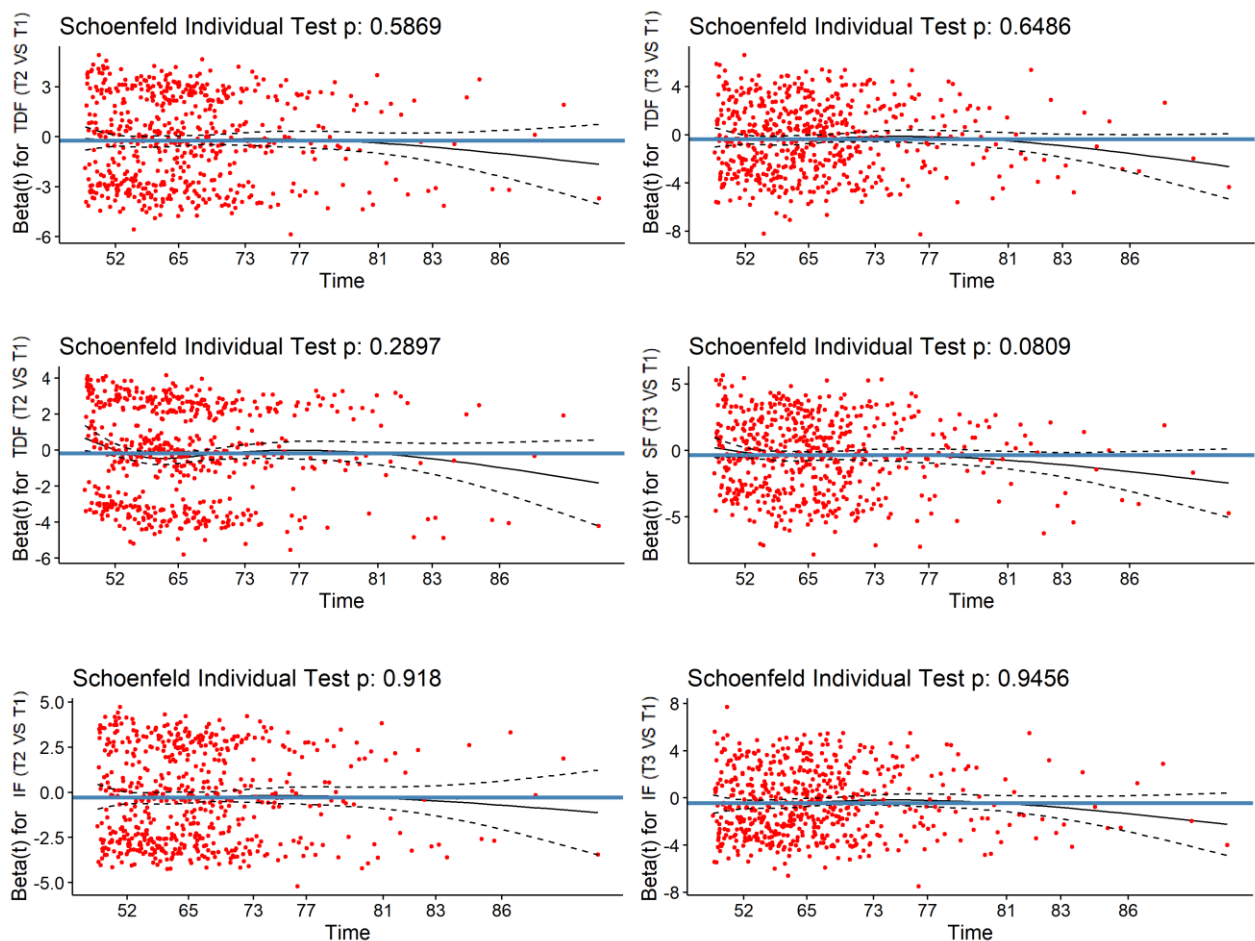 Schoenfeld Individual Test p: 0.5869
Beta(t) for TDF (T2 VS T1)
3
0
-3
-6
52 65 73 77 81 83 86
Time
Schoenfeld Individual Test p: 0.6486
Beta(t) for TDF (T3 VS T1)
4
0
-4
-8
52 65 73 77 81 83 86
Time
Schoenfeld Individual Test p: 0.2897
Beta(t) for TDF (T2 VS T1)
4
2
0
-2
-4
-6
52 65 73 77 81 83 86
Time
Schoenfeld Individual Test p: 0.0809
Beta(t) for SF (T3 VS T1)
5
0
-5
52 65 73 77 81 83 86
Time
Schoenfeld Individual Test p: 0.918
Beta(t) for IF (T2 VS T1)
5.0
2.5
0.0
-2.5
-5.0
52 65 73 77 81 83 86
Time
Schoenfeld Individual Test p: 0.9456
Beta(t) for IF (T3 VS T1)
8
4
0
-4
-8
52 65 73 77 81 83 86
Time